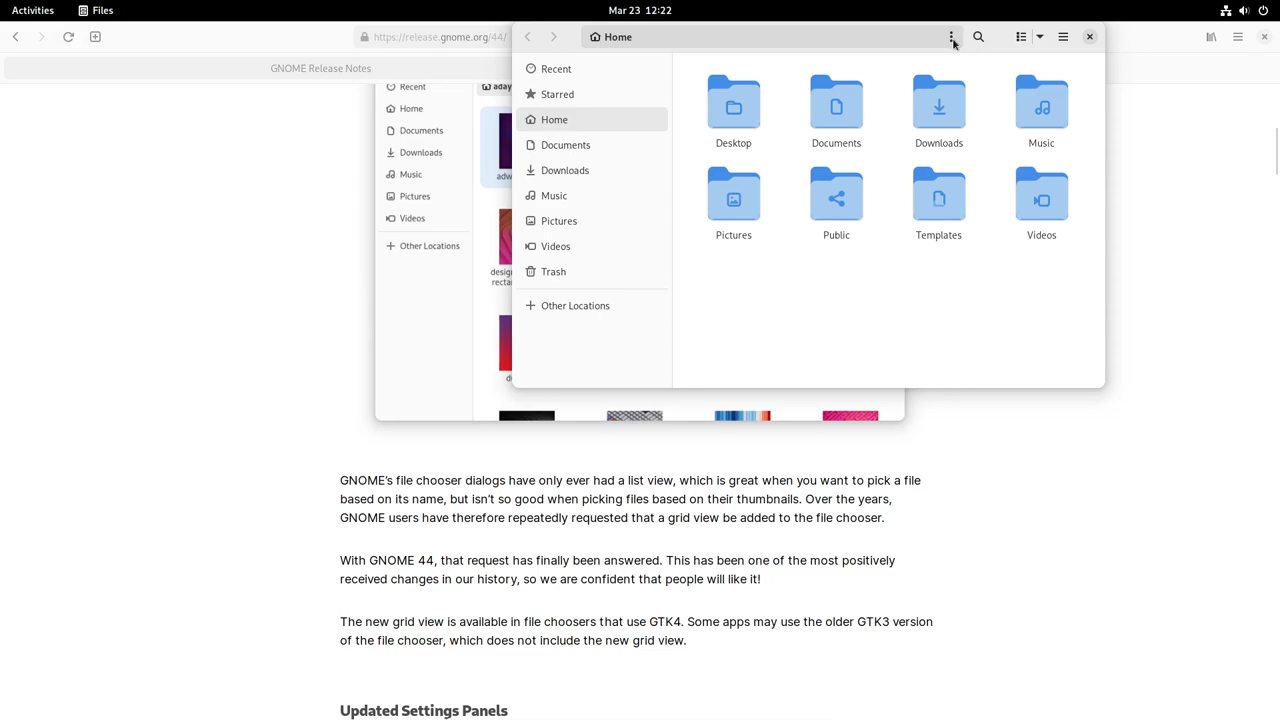 Activities
Files
Mar 23 12:22
https://release.gnome.org/44/
Home
GNOME Release Notes
Recent
Home
Documents
Downloads
Music
Pictures
Videos
Other Locations
Recent
Starred
Home
Documents
Downloads
Music
Pictures
Videos
Trash
Other Locations
Desktop
Documents
Downloads
Music
Pictures
Public
Templates
Videos
GNOME’s file chooser dialogs have only ever had a list view, which is great when you want to pick a file
based on its name, but isn’t so good when picking files based on their thumbnails. Over the years,
GNOME users have therefore repeatedly requested that a grid view be added to the file chooser.
With GNOME 44, that request has finally been answered. This has been one of the most positively
received changes in our history, so we are confident that people will like it!
The new grid view is available in file choosers that use GTK4. Some apps may use the older GTK3 version
of the file chooser, which does not include the new grid view.
Updated Settings Panels